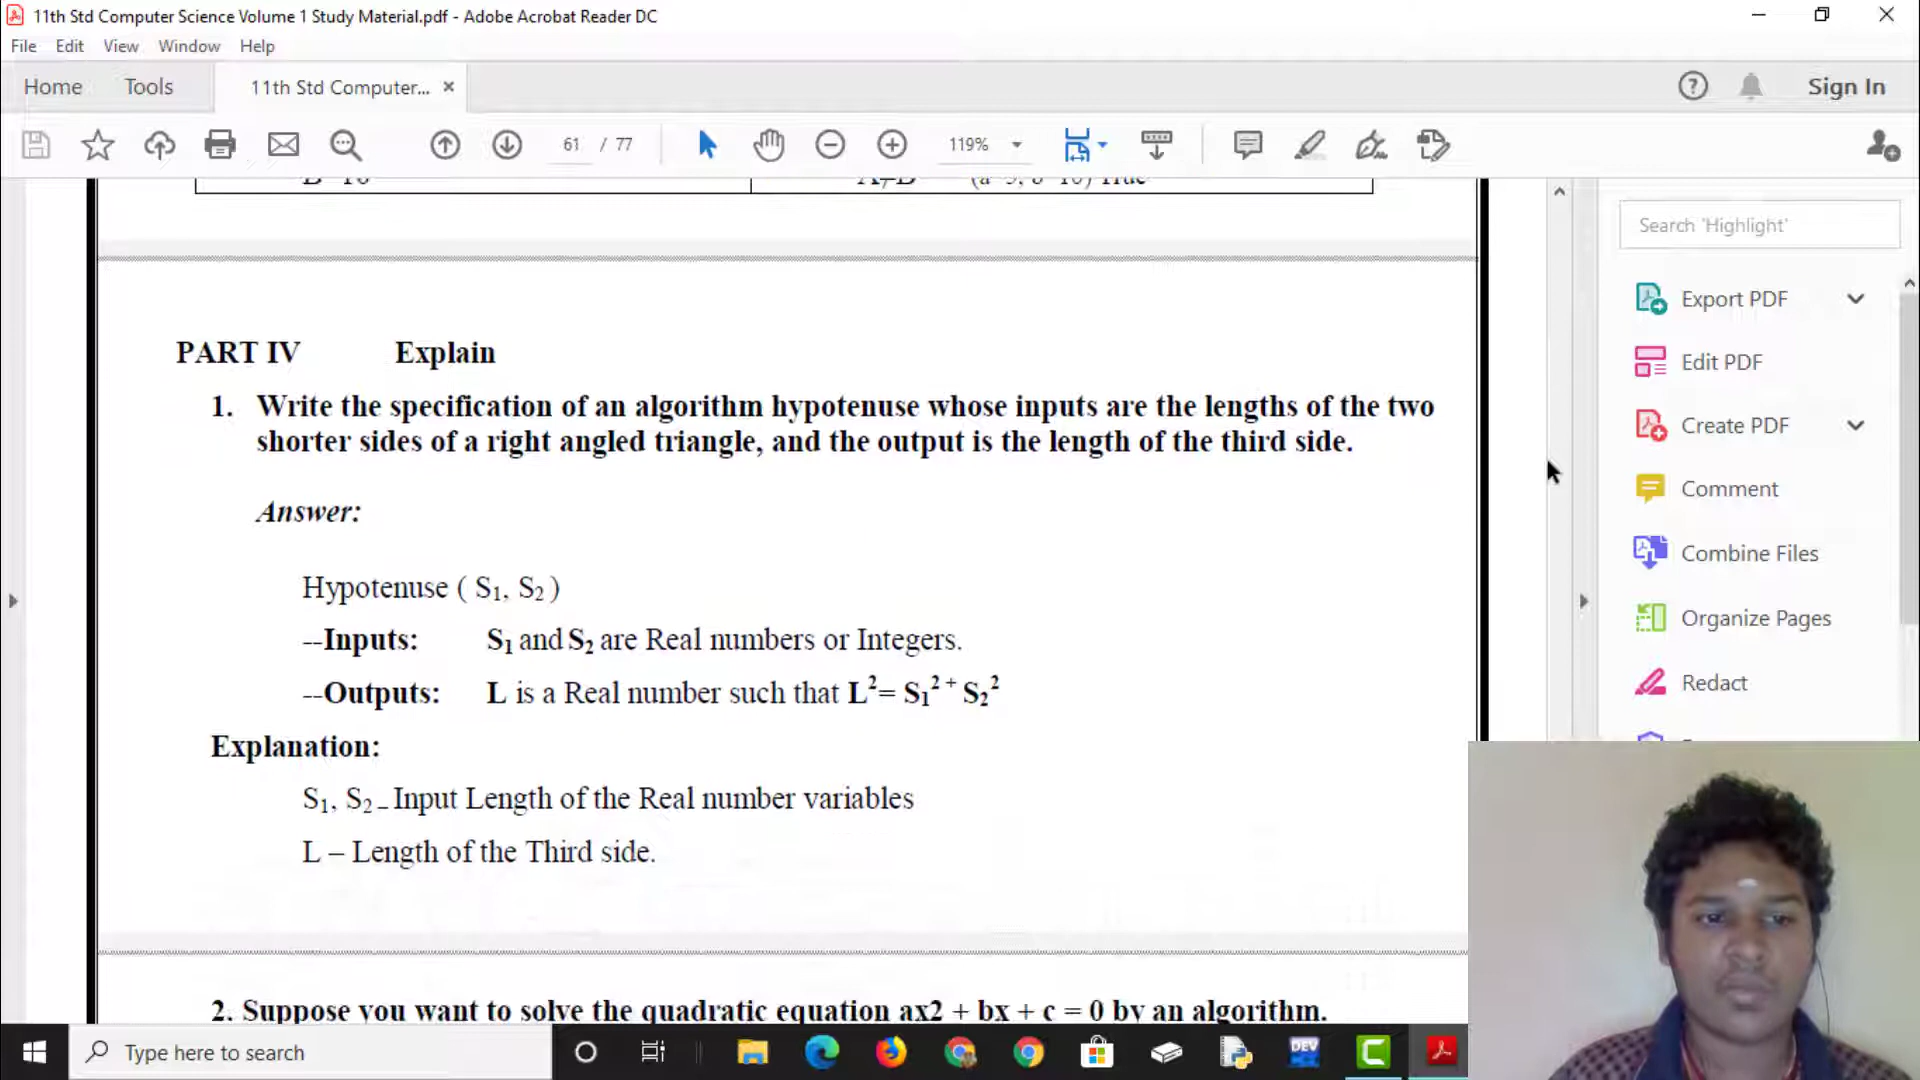 11th Std Computer Science Volume 1 Study Material.pdf - Adobe Acrobat Reader DC
File Edit View Window Help
Home Tools 11th Std Computer... × Sign In
61 / 77 119%
Search 'Highlight'
Export PDF
Edit PDF
Create PDF
Comment
Combine Files
Organize Pages
Redact
PART IV Explain
1. Write the specification of an algorithm hypotenuse whose inputs are the lengths of the two
shorter sides of a right angled triangle, and the output is the length of the third side.
Answer:
Hypotenuse ( S₁, S₂ )
--Inputs: S₁ and S₂ are Real numbers or Integers.
--Outputs: L is a Real number such that L² = S₁² ⁺ S₂²
Explanation:
S₁, S₂ – Input Length of the Real number variables
L – Length of the Third side.
2. Suppose you want to solve the quadratic equation ax2 + bx + c = 0 by an algorithm.
Type here to search
DEV